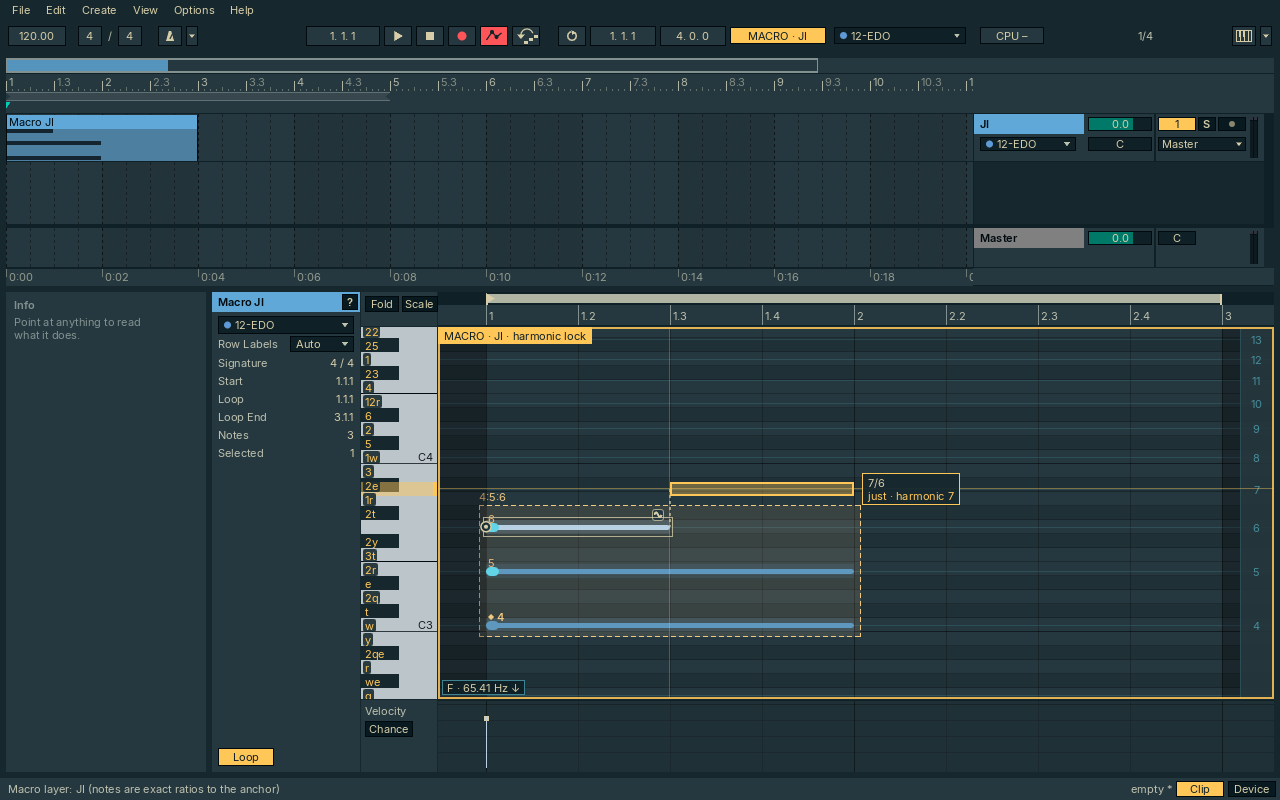 File Edit Create View Options Help
120.00 4 / 4 1. 1. 1 1. 1. 1 4. 0. 0 MACRO · JI 12-EDO CPU – 1/4
1 1.3 2 2.3 3 3.3 4 4.3 5 5.3 6 6.3 7 7.3 8 8.3 9 9.3 10 10.3 1
Macro JI
JI 0.0 1 S
12-EDO C Master
Master 0.0 C
0:00 0:02 0:04 0:06 0:08 0:10 0:12 0:14 0:16 0:18
Info
Point at anything to read
what it does.
Macro JI ?
12-EDO
Row Labels Auto
Signature 4 / 4
Start 1.1.1
Loop 1.1.1
Loop End 3.1.1
Notes 3
Selected 1
Loop
Fold Scale
1 1.2 1.3 1.4 2 2.2 2.3 2.4 3
MACRO · JI · harmonic lock
22
25
1
23
4
12r
6
2
5
1w C4
3
2e
1r
2t
2y
3t
2r
e
2q
t
w C3
y
2qe
r
we
q
13
12
11
10
9
8
7
6
5
4
7/6
just · harmonic 7
4:5:6
5
4
F · 65.41 Hz ↓
Velocity
Chance
Macro layer: JI (notes are exact ratios to the anchor) empty * Clip Device